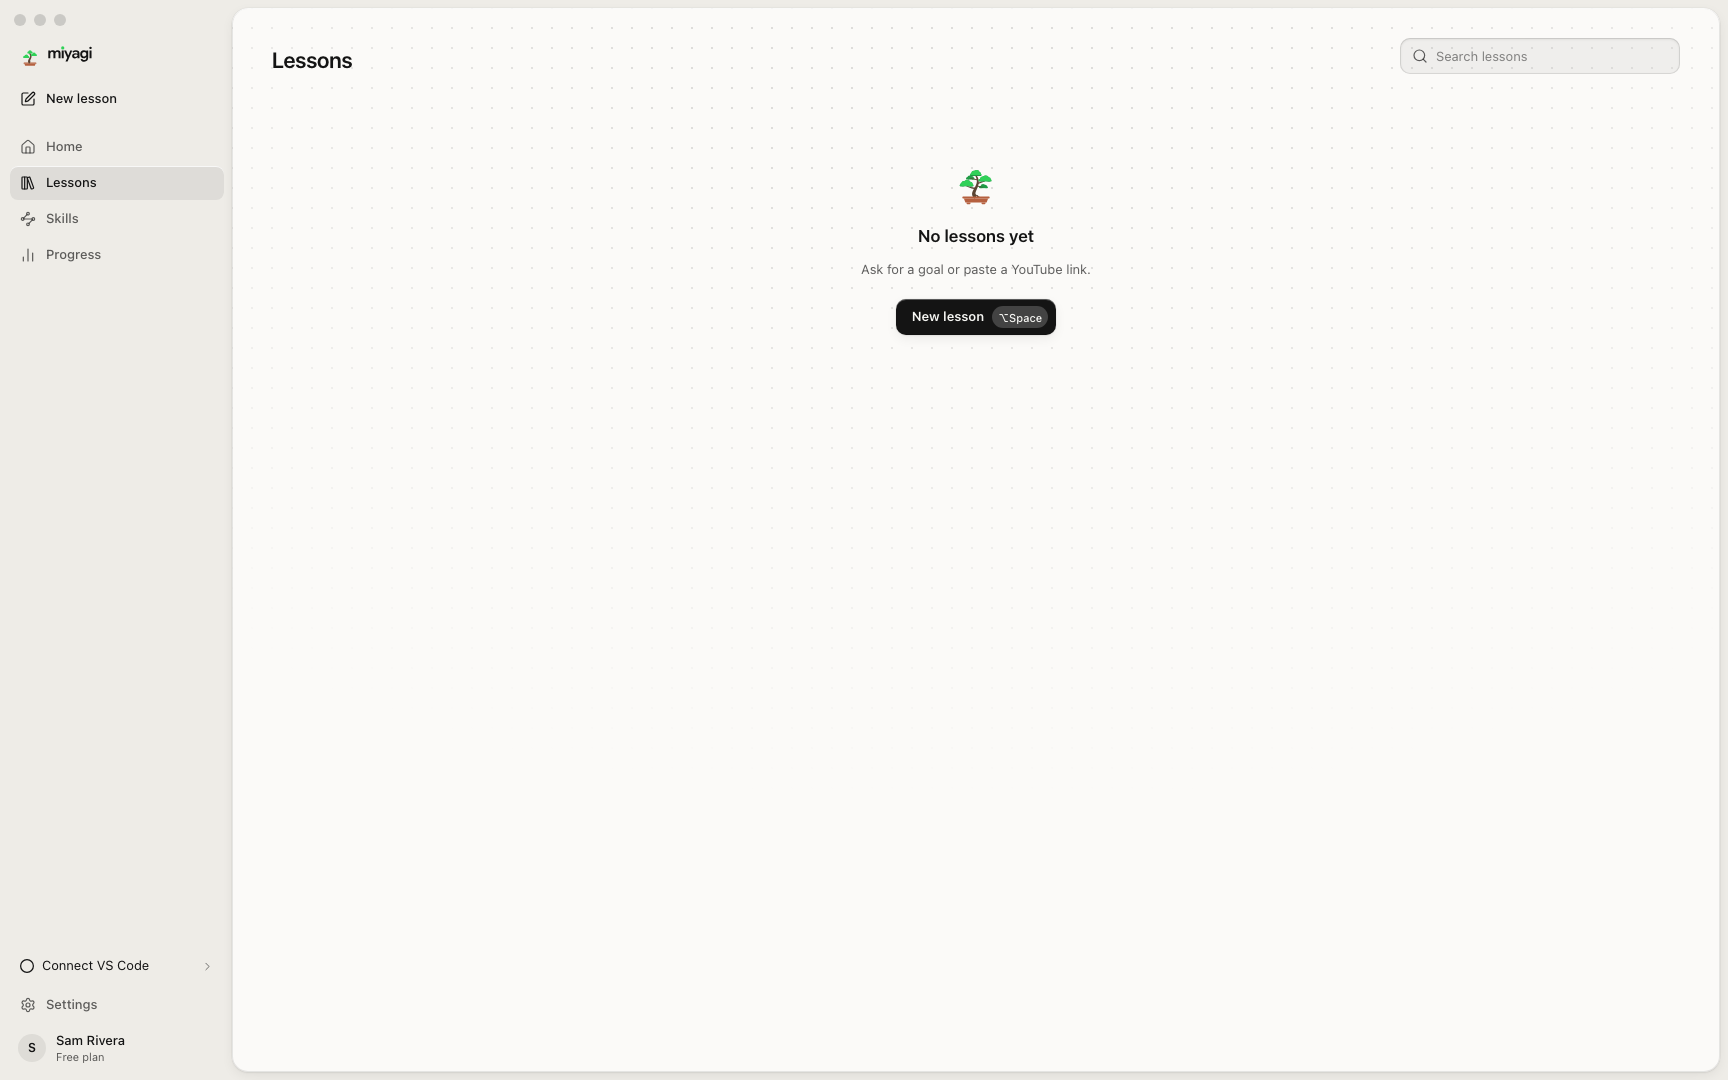 miyagi
New lesson
Home
Lessons
Skills
Progress
Connect VS Code
Settings
S
Sam Rivera
Free plan
Lessons
Search lessons
No lessons yet
Ask for a goal or paste a YouTube link.
New lesson ⌥Space